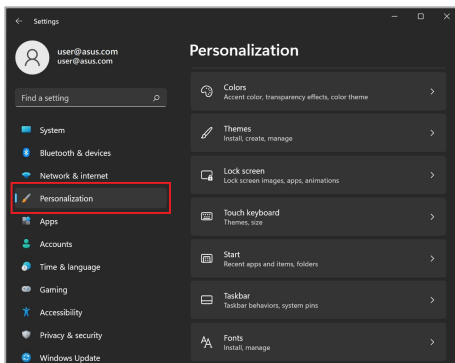 Settings
user@asus.com
user@asus.com
Find a setting
System
Bluetooth & devices
Network & internet
Personalization
Apps
Accounts
Time & language
Gaming
Accessibility
Privacy & security
Windows Update
Personalization
Colors
Accent color, transparency effects, color theme
Themes
Install, create, manage
Lock screen
Lock screen images, apps, animations
Touch keyboard
Themes, size
Start
Recent apps and items, folders
Taskbar
Taskbar behaviors, system pins
Fonts
Install, manage